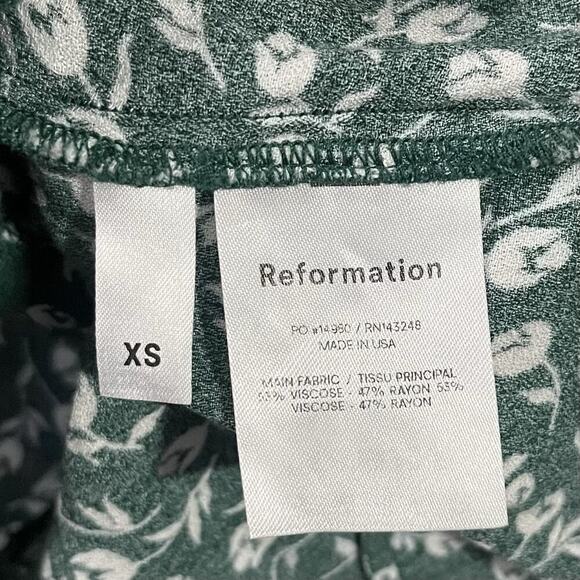 XS
Reformation
PO #14980 / RN143248
MADE IN USA
MAIN FABRIC / TISSU PRINCIPAL
53% VISCOSE - 47% RAYON 53%
VISCOSE - 47% RAYON